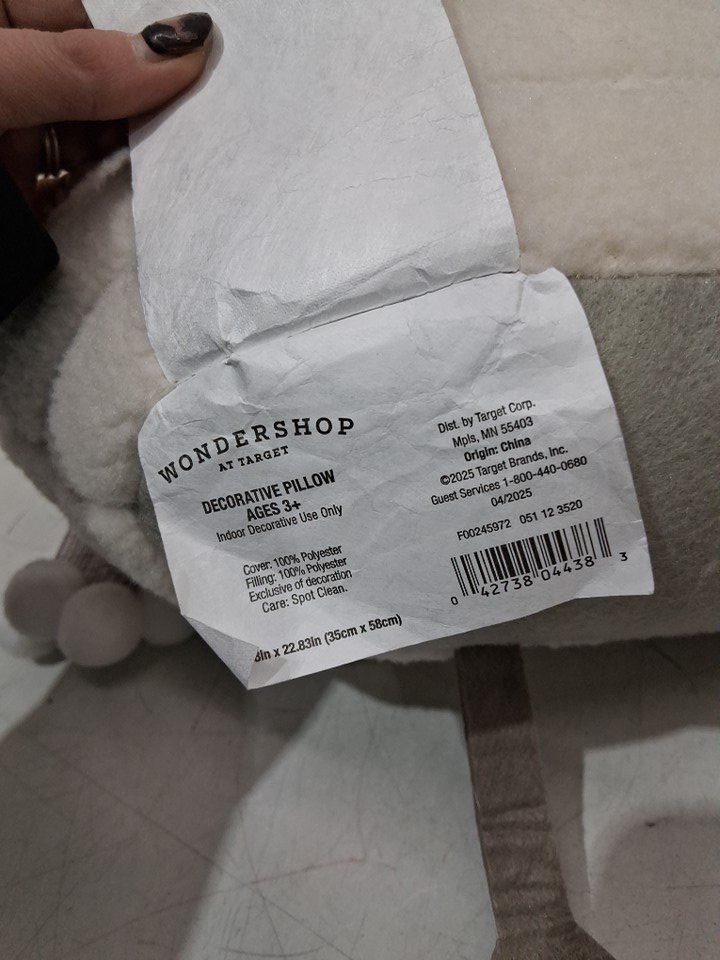 WONDERSHOP
AT TARGET
DECORATIVE PILLOW
AGES 3+
Indoor Decorative Use Only
Cover: 100% Polyester
Filling: 100% Polyester
Exclusive of decoration
Care: Spot Clean.
x 22.83in (35cm x 58cm)
Dist. by Target Corp.
Mpls, MN 55403
Origin: China
©2025 Target Brands, Inc.
Guest Services 1-800-440-0680
04/2025
F00245972 051 12 3520
0 42738 04438 3